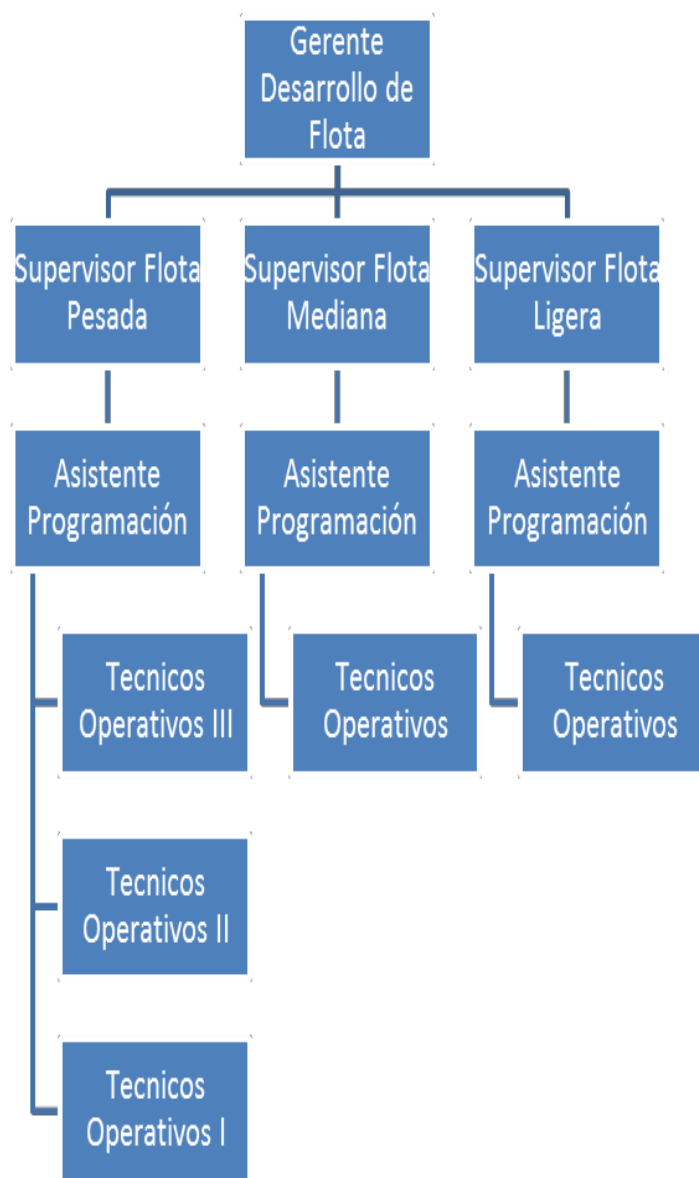 Gerente
Desarrollo de
Flota
Supervisor Flota
Pesada
Supervisor Flota
Mediana
Supervisor Flota
Ligera
Asistente
Programación
Asistente
Programación
Asistente
Programación
Tecnicos
Operativos III
Tecnicos
Operativos
Tecnicos
Operativos
Tecnicos
Operativos II
Tecnicos
Operativos I